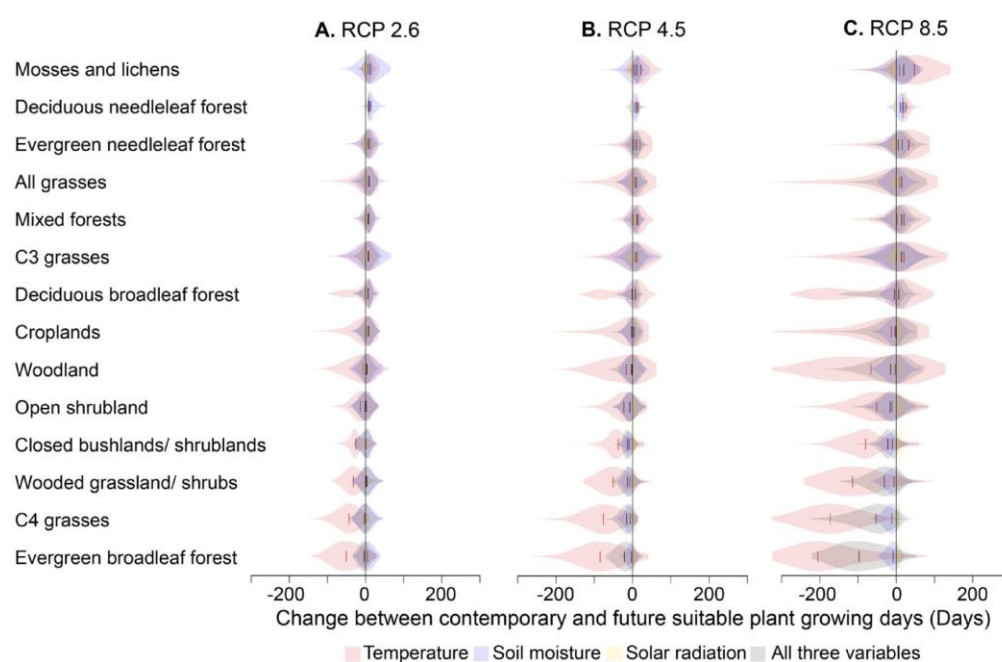 A. RCP 2.6 B. RCP 4.5 C. RCP 8.5
Mosses and lichens
Deciduous needleleaf forest
Evergreen needleleaf forest
All grasses
Mixed forests
C3 grasses
Deciduous broadleaf forest
Croplands
Woodland
Open shrubland
Closed bushlands/ shrublands
Wooded grassland/ shrubs
C4 grasses
Evergreen broadleaf forest
-200 0 200 -200 0 200 -200 0 200
Change between contemporary and future suitable plant growing days (Days)
Temperature Soil moisture Solar radiation All three variables